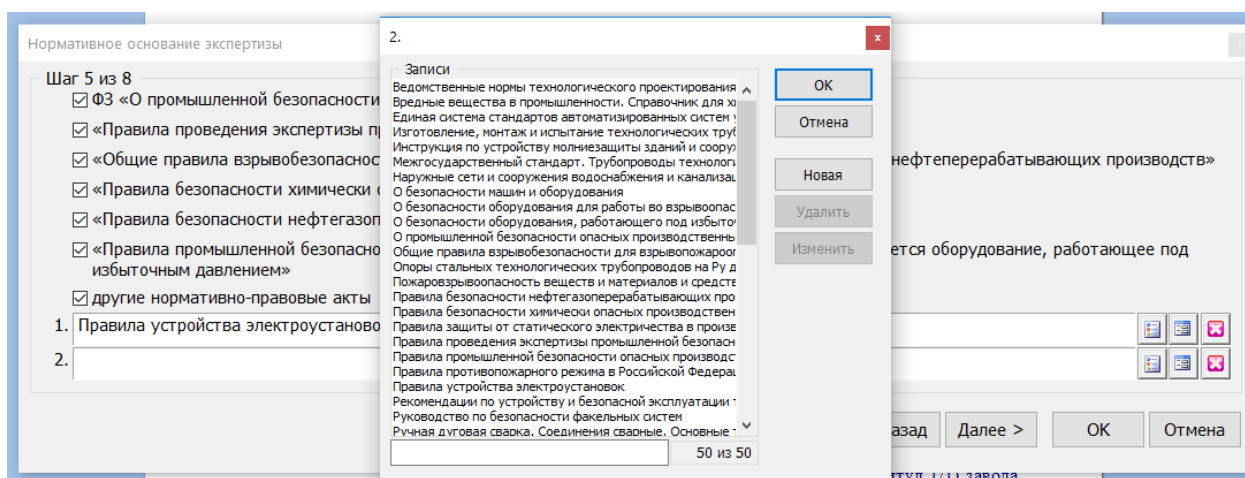 Нормативное основание экспертизы
Шаг 5 из 8
ФЗ «О промышленной безопасности
«Правила проведения экспертизы
«Общие правила взрывобезопаснос
нефтеперерабатывающих производств»
«Правила безопасности химически
«Правила безопасности нефтегазоп
«Правила промышленной безопасно
ется оборудование, работающее под
избыточным давлением»
другие нормативно-правовые акты
1. Правила устройства электроустаново
2.
азад
Далее >
ОК
Отмена
2.
Записи
Ведомственные нормы технологического проектирования
Вредные вещества в промышленности. Справочник для
Единая система стандартов автоматизированных систем
Изготовление, монтаж и испытание технологических труб
Инструкция по устройству молниезащиты зданий и сооруж
Межгосударственный стандарт. Трубопроводы технологи
Наружные сети и сооружения водоснабжения и канализац
О безопасности машин и оборудования
О безопасности оборудования для работы во взрывоопас
О безопасности оборудования, работающего под избыточ
О промышленной безопасности опасных производственны
Общие правила взрывобезопасности для взрывопожароог
Опоры стальных технологических трубопроводов на Ру д
Пожаровзрывоопасность веществ и материалов и средств
Правила безопасности нефтегазоперерабатывающих про
Правила безопасности химически опасных производствен
Правила защиты от статического электричества в произв
Правила проведения экспертизы промышленной безопасн
Правила промышленной безопасности опасных производс
Правила противопожарного режима в Российской Федерац
Правила устройства электроустановок
Рекомендации по устройству и безопасной эксплуатации
Руководство по безопасности факельных систем
Ручная дуговая сварка. Соединения сварные. Основные
50 из 50
ОК
Отмена
Новая
Удалить
Изменить